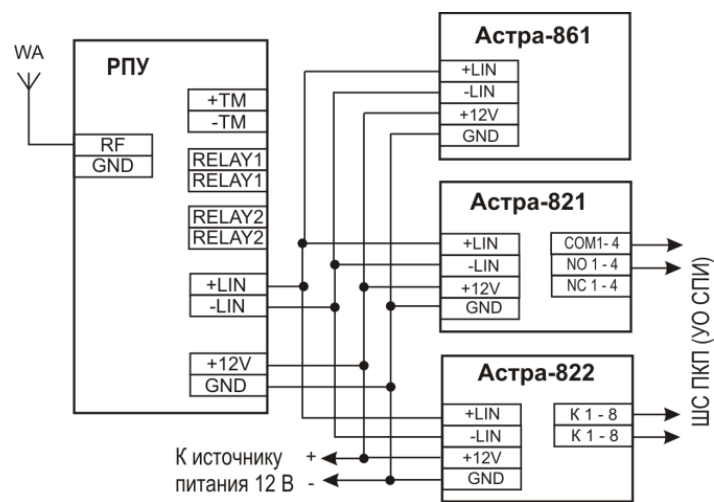 WA
РПУ
RF
GND
+TM
-TM
RELAY1
RELAY1
RELAY2
RELAY2
+LIN
-LIN
+12V
GND
Астра-861
+LIN
-LIN
+12V
GND
Астра-821
+LIN
-LIN
+12V
GND
COM1- 4
NO 1 - 4
NC 1 - 4
Астра-822
+LIN
-LIN
+12V
GND
К 1 - 8
К 1 - 8
ШС ПКП (УО СПИ)
К источнику +
питания 12 В -